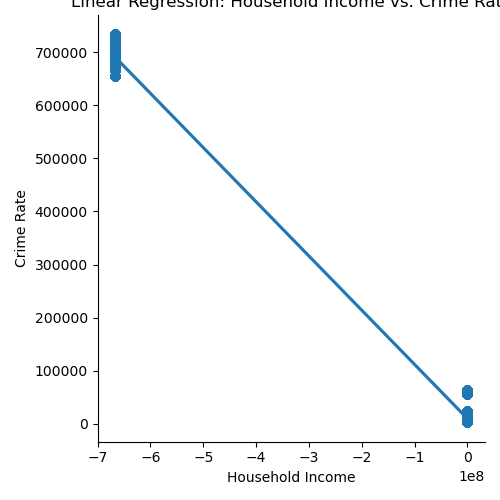 Linear Regression: Household Income vs. Crime Rat
700000
600000
500000
400000
300000
200000
100000
0
Crime Rate
−7 −6 −5 −4 −3 −2 −1 0
1e8
Household Income